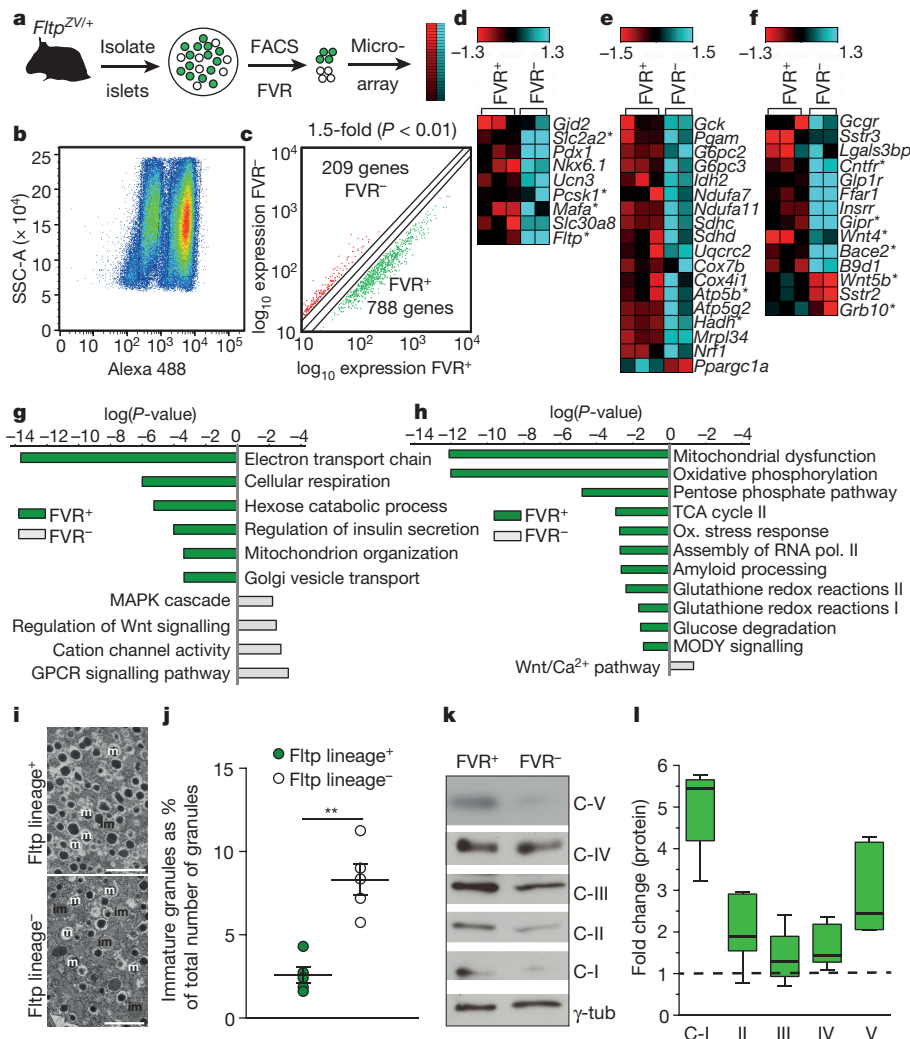 a
Fltp^ZV/+
Isolate
islets
FACS
FVR
Micro-
array
b
SSC-A (× 10⁴)
25
20
15
10
5
0
0 10² 10³ 10⁴ 10⁵
Alexa 488
c
1.5-fold (P < 0.01)
log₁₀ expression FVR⁻
10⁴
10³
10²
10
209 genes
FVR⁻
FVR⁺
788 genes
10 10² 10³ 10⁴
log₁₀ expression FVR⁺
d
−1.3 1.3
FVR⁺
FVR⁻
Gjd2
Slc2a2*
Pdx1
Nkx6.1
Ucn3
Pcsk1*
Mafa*
Slc30a8
Fltp*
e
−1.5 1.5
FVR⁺
FVR⁻
Gck
Pgam
G6pc2
G6pc3
Idh2
Ndufa7
Ndufa11
Sdhc
Sdhd
Uqcrc2
Cox7b
Cox4i1
Atp5b*
Atp5g2
Hadh*
Mrpl34
Nrf1
Ppargc1a
f
−1.3 1.3
FVR⁺
FVR⁻
Gcgr
Sstr3
Lgals3bp
Cntfr*
Glp1r
Ffar1
Insrr
Gipr*
Wnt4*
Bace2*
B9d1
Wnt5b*
Sstr2
Grb10*
g
log(P-value)
−14 −12 −10 −8 −6 −4 −2 0 −2 −4
Electron transport chain
Cellular respiration
Hexose catabolic process
Regulation of insulin secretion
Mitochondrion organization
Golgi vesicle transport
FVR⁺
FVR⁻
MAPK cascade
Regulation of Wnt signalling
Cation channel activity
GPCR signalling pathway
h
log(P-value)
−14 −12 −10 −8 −6 −4 −2 0 −2 −4
Mitochondrial dysfunction
Oxidative phosphorylation
Pentose phosphate pathway
TCA cycle II
Ox. stress response
Assembly of RNA pol. II
Amyloid processing
Glutathione redox reactions II
Glutathione redox reactions I
Glucose degradation
MODY signalling
FVR⁺
FVR⁻
Wnt/Ca²⁺ pathway
i
Fltp lineage⁺
m
m
im
m
m
Fltp lineage⁻
m
im
im
m
im
im
j
Fltp lineage⁺
Fltp lineage⁻
Immature granules as %
of total number of granules
15
10
5
0
**
k
FVR⁺ FVR⁻
C-V
C-IV
C-III
C-II
C-I
γ-tub
l
Fold change (protein)
6
5
4
3
2
1
0
C-I II III IV V